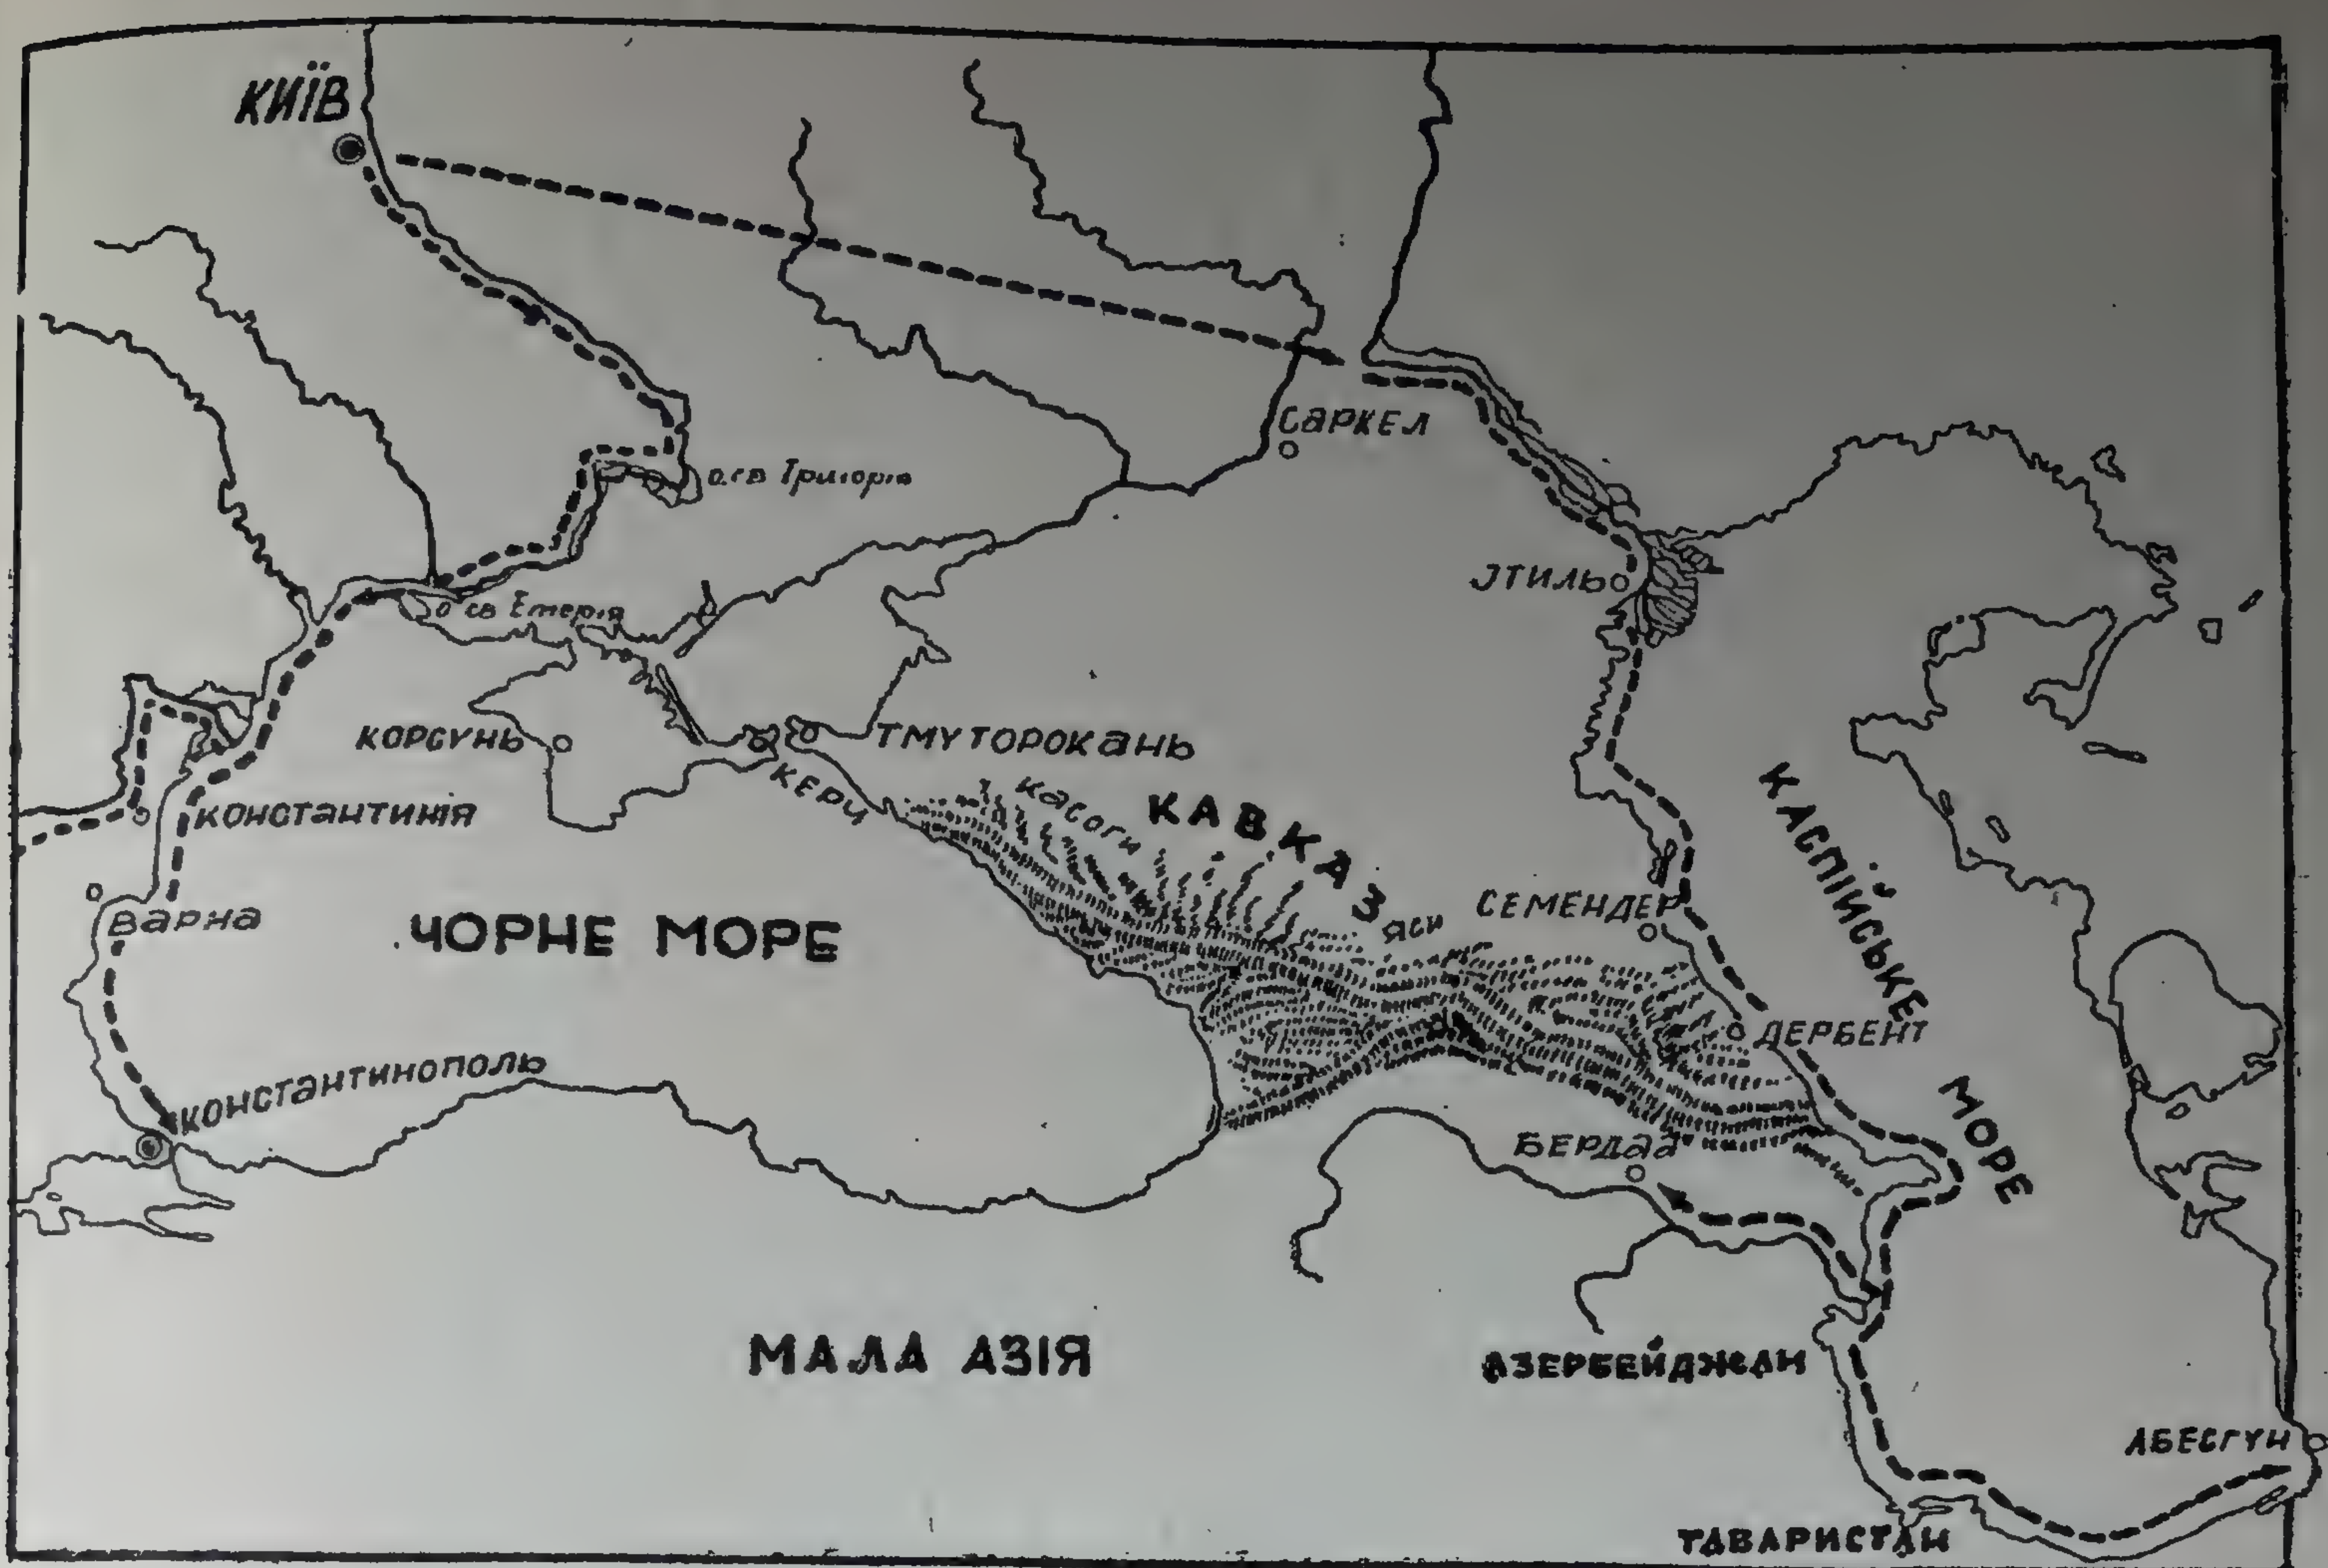 КИЇВ
САРКЕЛ
о.св Григорія
ІТИЛЬ
о св Етерія
КОРСУНЬ
ТМУТОРОКАНЬ
КЕРЧ
КАСОГИ
КАВКАЗ
КАСПІЙСЬКЕ
МОРЕ
КОНСТАНТИНІЯ
ВАРНА
ЧОРНЕ МОРЕ
ЯСИ
СЕМЕНДЕР
ДЕРБЕНТ
КОНСТАНТИНОПОЛЬ
БЕРДАА
МАЛА АЗІЯ
АЗЕРБЕЙДЖАН
АБЕСГУН
ТАВАРИСТАН